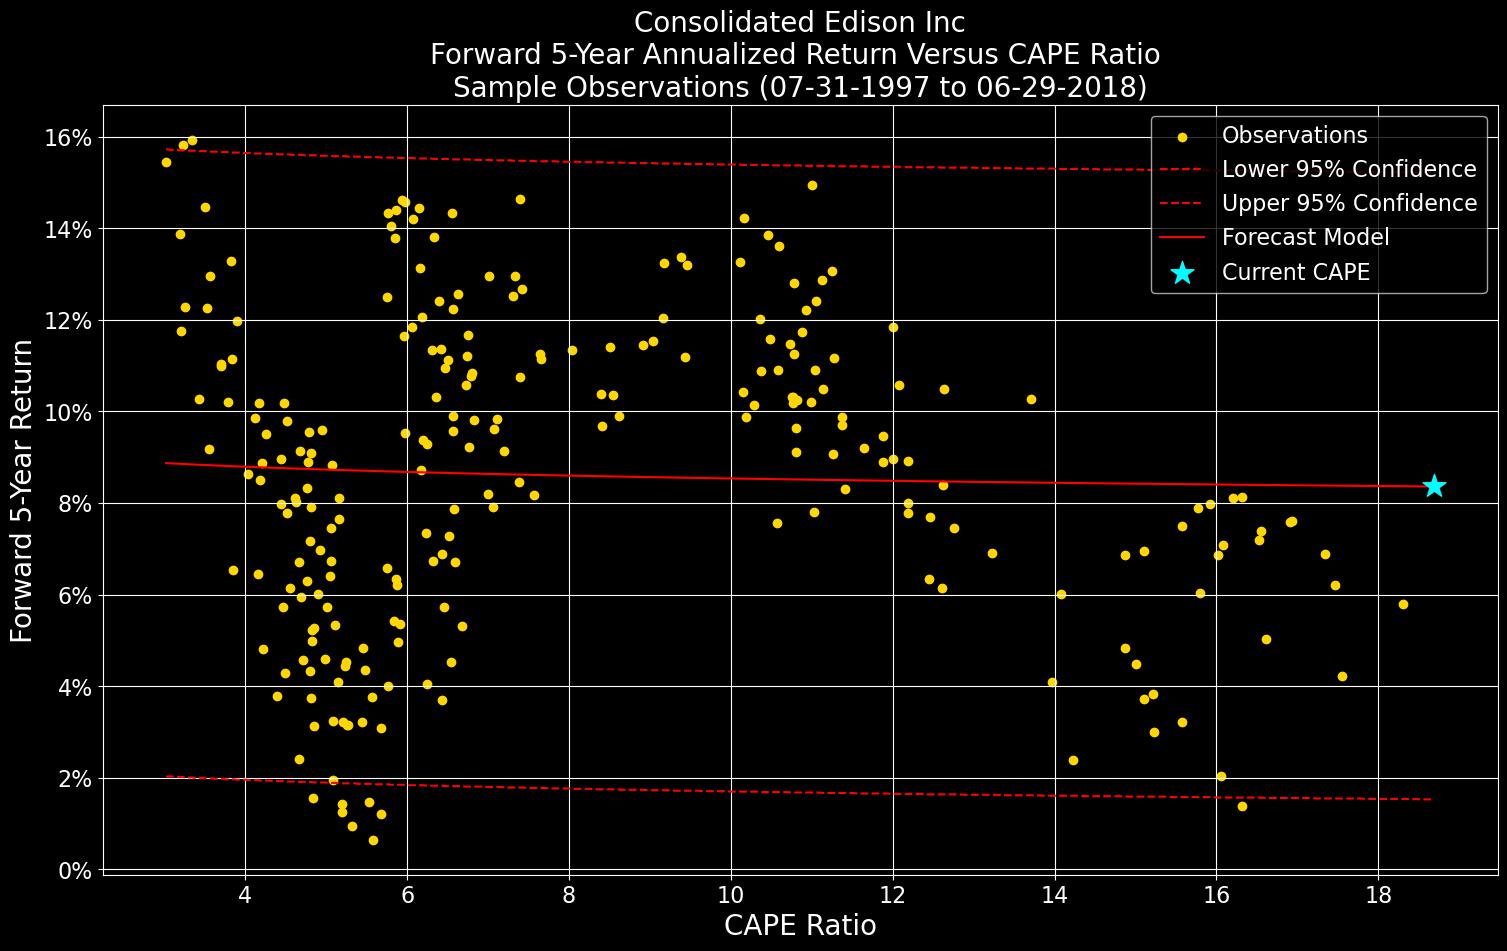 Consolidated Edison Inc
Forward 5-Year Annualized Return Versus CAPE Ratio
Sample Observations (07-31-1997 to 06-29-2018)
Observations
Lower 95% Confidence
Upper 95% Confidence
Forecast Model
Current CAPE
Forward 5-Year Return
16%
14%
12%
10%
8%
6%
4%
2%
0%
4 6 8 10 12 14 16 18
CAPE Ratio